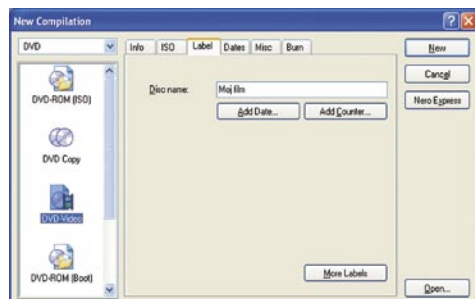 New Compilation
DVD
Info ISO Label Dates Misc Burn
New
Cancel
Nero Express
DVD-ROM (ISO)
Disc name: Moj film
Add Date... Add Counter...
DVD Copy
DVD-Video
DVD-ROM (Boot)
More Labels
Open...